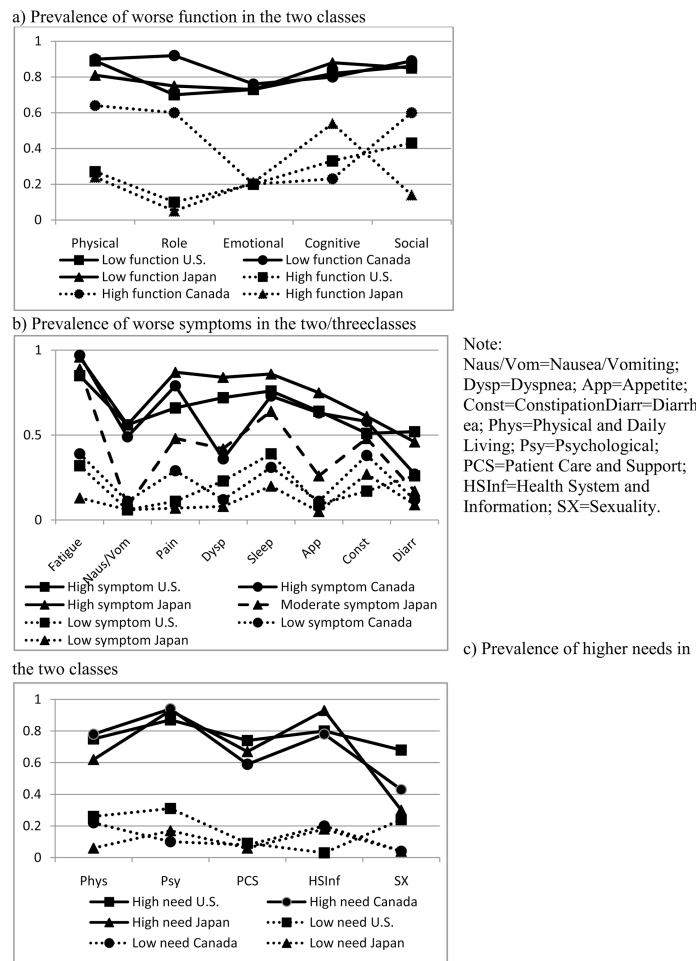 a) Prevalence of worse function in the two classes
1
0.8
0.6
0.4
0.2
0
Physical Role Emotional Cognitive Social
Low function U.S. Low function Canada
Low function Japan High function U.S.
High function Canada High function Japan
b) Prevalence of worse symptoms in the two/threeclasses
1
0.5
0
Fatigue Naus/Vom Pain Dysp Sleep App Const Diarr
High symptom U.S. High symptom Canada
High symptom Japan Moderate symptom Japan
Low symptom U.S. Low symptom Canada
Low symptom Japan
Note:
Naus/Vom=Nausea/Vomiting;
Dysp=Dyspnea; App=Appetite;
Const=ConstipationDiarr=Diarrh
ea; Phys=Physical and Daily
Living; Psy=Psychological;
PCS=Patient Care and Support;
HSInf=Health System and
Information; SX=Sexuality.
c) Prevalence of higher needs in
the two classes
1
0.8
0.6
0.4
0.2
0
Phys Psy PCS HSInf SX
High need U.S. High need Canada
High need Japan Low need U.S.
Low need Canada Low need Japan